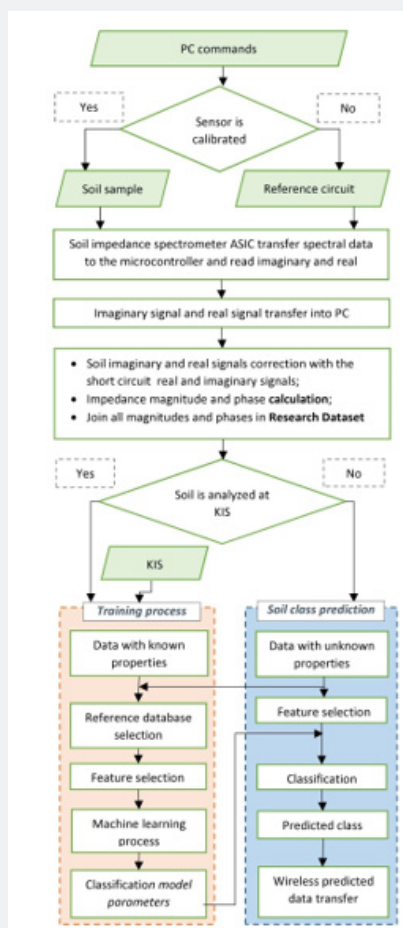 PC commands
Yes
No
Sensor is
calibrated
Soil sample
Reference circuit
Soil impedance spectrometer ASIC transfer spectral data
to the microcontroller and read imaginary and real
Imaginary signal and real signal transfer into PC
• Soil imaginary and real signals correction with the
short circuit real and imaginary signals;
• Impedance magnitude and phase calculation;
• Join all magnitudes and phases in Research Dataset
Yes
No
Soil is analyzed at
KIS
KIS
Training process
Data with known
properties
Reference database
selection
Feature selection
Machine learning
process
Classification model
parameters
Soil class prediction
Data with unknown
properties
Feature selection
Classification
Predicted class
Wireless predicted
data transfer